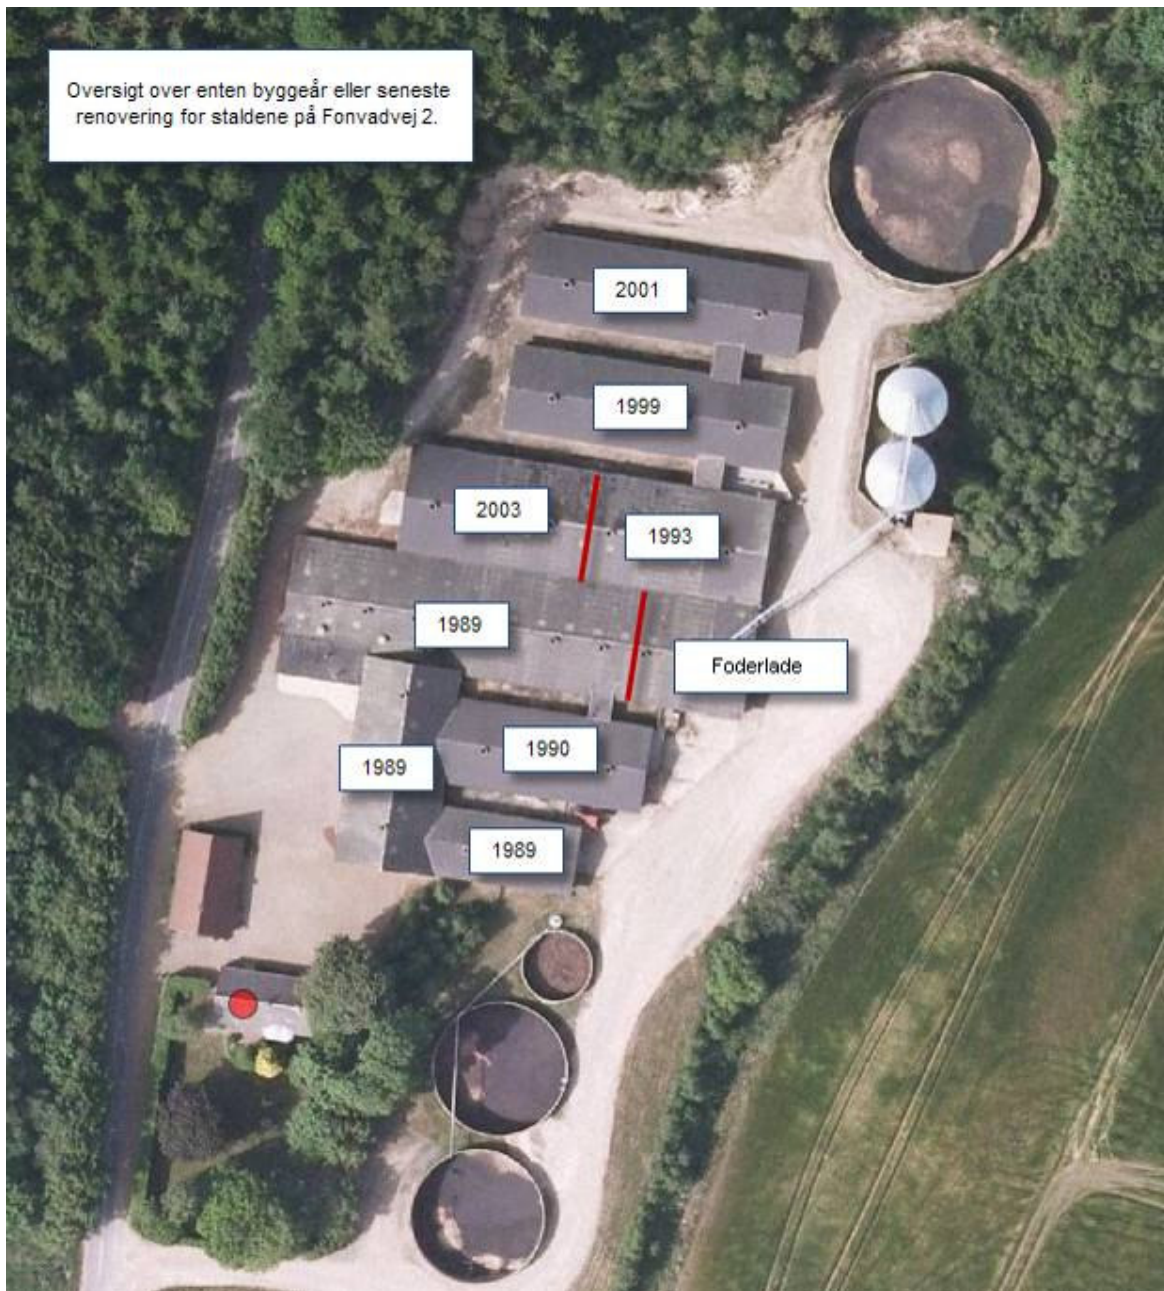 Oversigt over enten byggeår eller seneste
renovering for staldene på Fonvadvej 2.
2001
1999
2003
1993
1989
Foderlade
1990
1989
1989